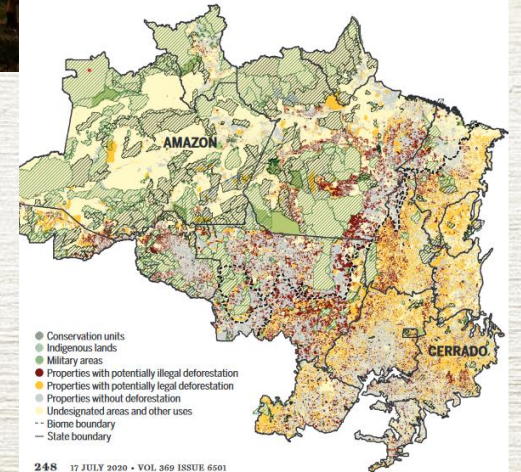 AMAZON
CERRADO
Conservation units
Indigenous lands
Military areas
Properties with potentially illegal deforestation
Properties with potentially legal deforestation
Properties without deforestation
Undesignated areas and other uses
Biome boundary
State boundary
248 17 JULY 2020 • VOL 369 ISSUE 6501